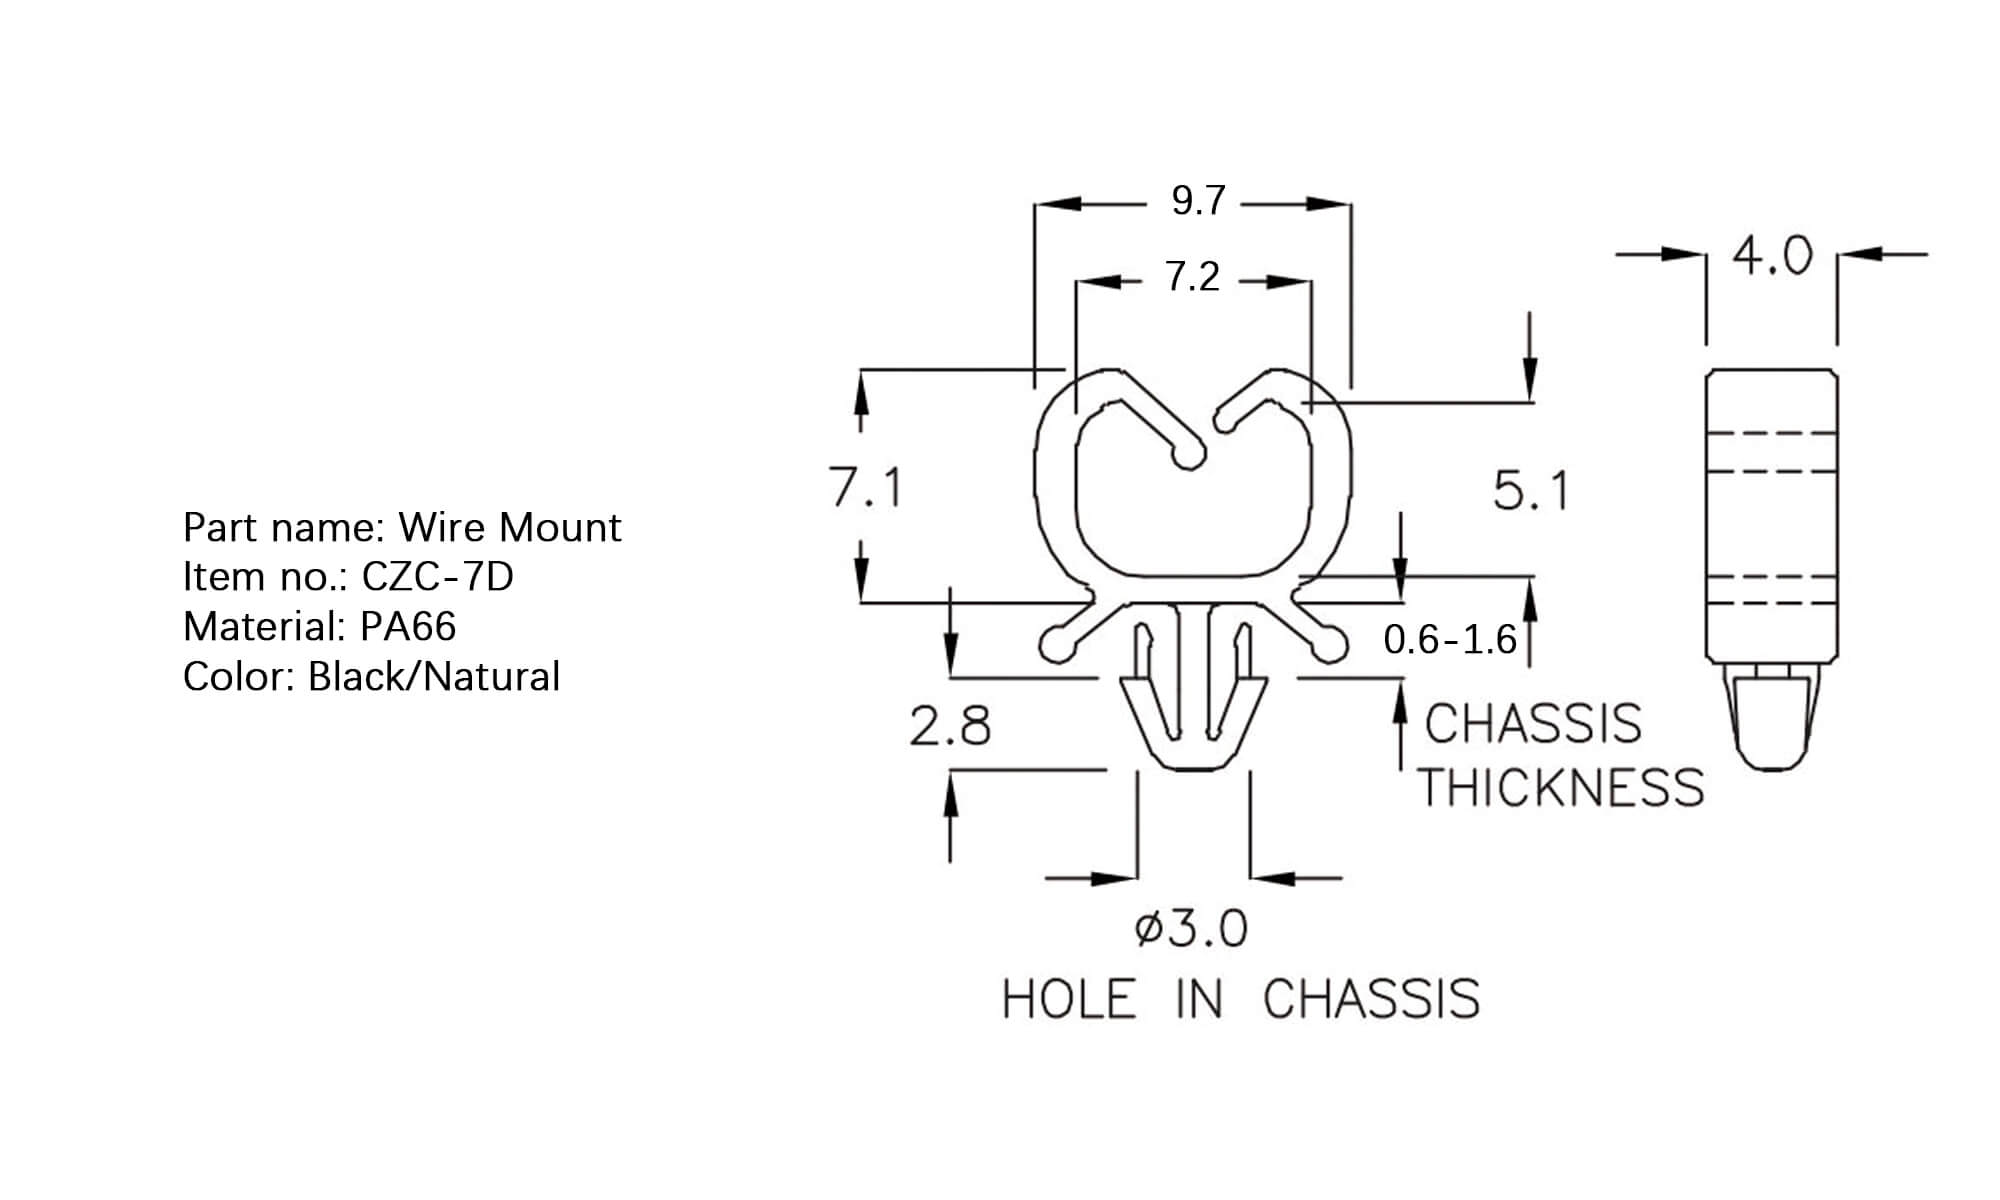 Part name: Wire Mount
Item no.: CZC-7D
Material: PA66
Color: Black/Natural
9.7
7.2
4.0
7.1
5.1
0.6-1.6
CHASSIS
THICKNESS
2.8
ø3.0
HOLE IN CHASSIS